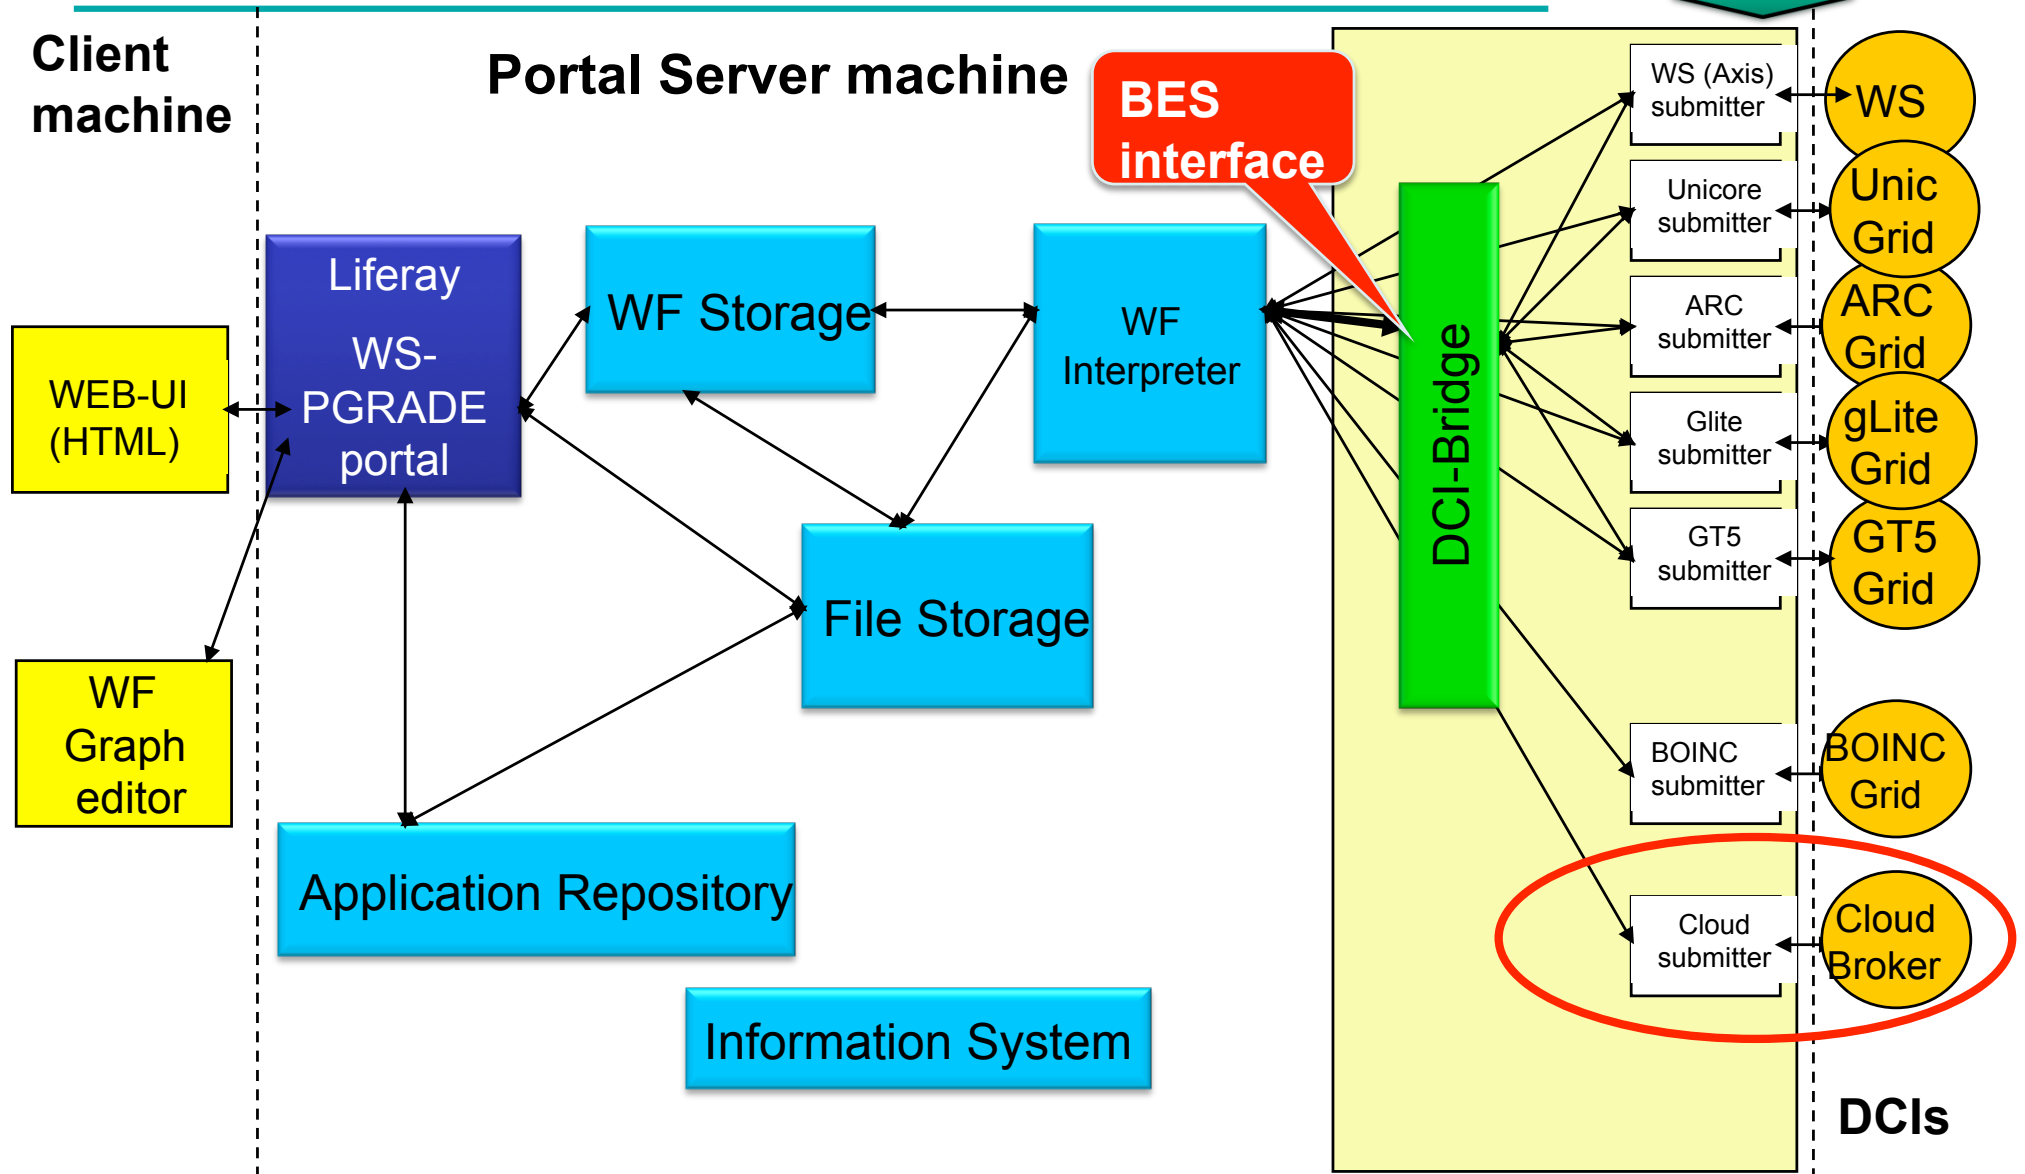 Client
machine
Portal Server machine
BES
interface
WEB-UI
(HTML)
WF
Graph
editor
Liferay
WS-
PGRADE
portal
WF Storage
WF
Interpreter
File Storage
Application Repository
Information System
DCI-Bridge
WS (Axis)
submitter
Unicore
submitter
ARC
submitter
Glite
submitter
GT5
submitter
BOINC
submitter
Cloud
submitter
WS
Unic
Grid
ARC
Grid
gLite
Grid
GT5
Grid
BOINC
Grid
Cloud
Broker
DCIs